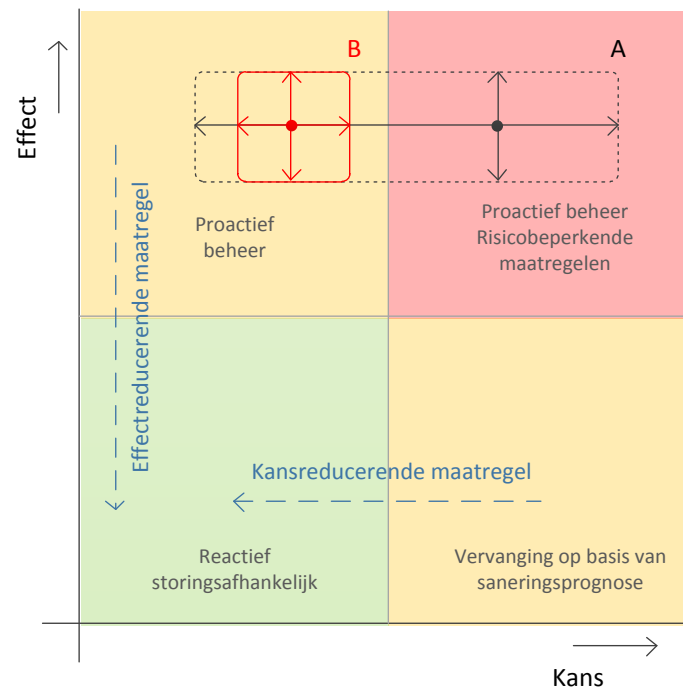 B
A
Effect
Proactief
beheer
Proactief beheer
Risicobeperkende
maatregelen
Effectreducerende maatregel
Kansreducerende maatregel
Reactief
storingsafhankelijk
Vervanging op basis van
saneringsprognose
Kans